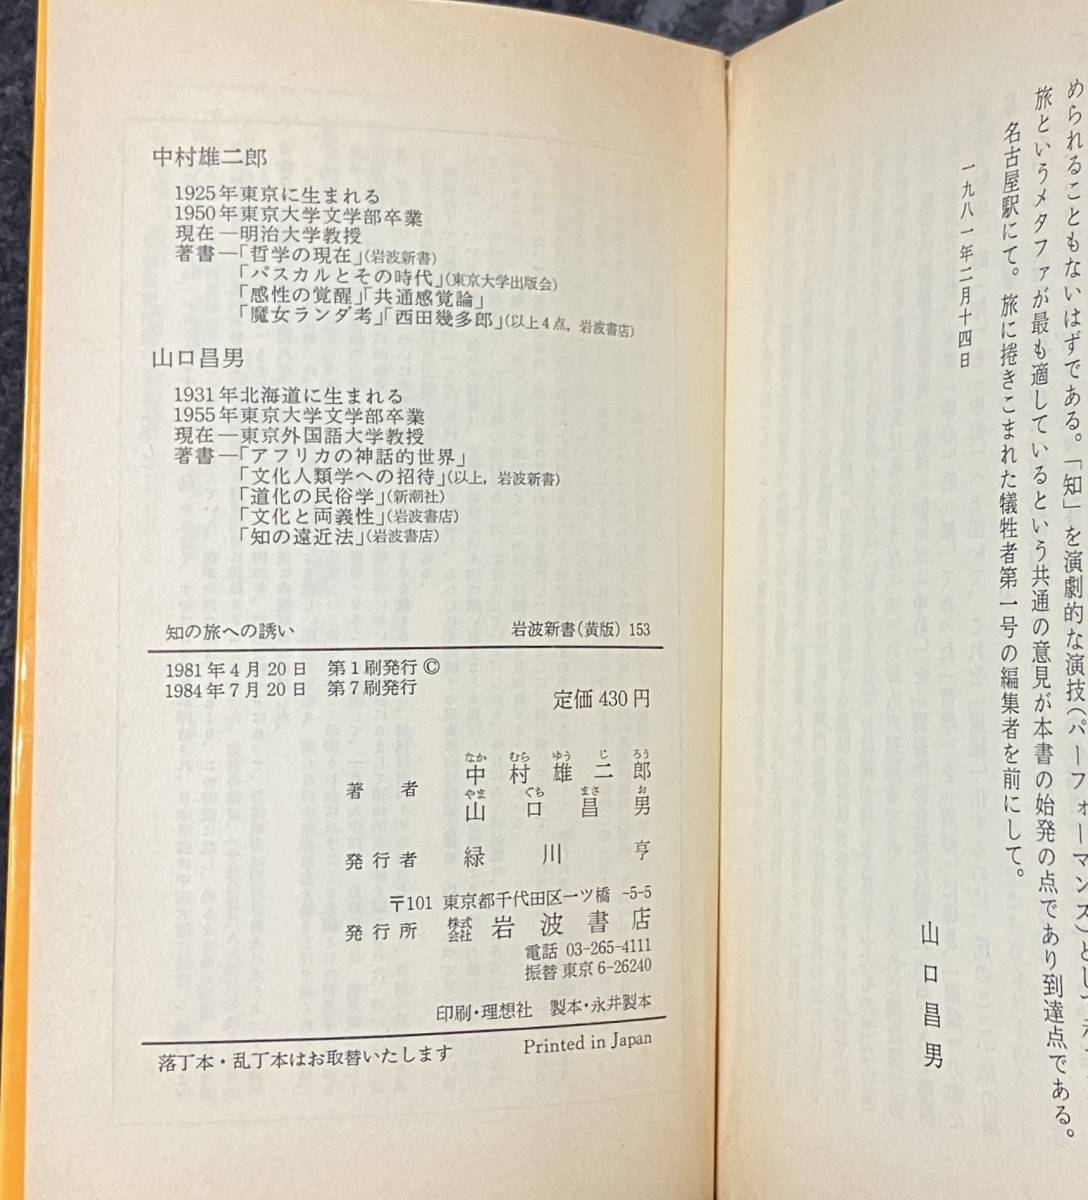 められることもないはずである。「知」を演劇的な演技(パーフォーマンス)として
旅というメタファが最も適しているという共通の意見が本書の始発の点であり到達点である。
名古屋駅にて。旅に捲きこまれた犠牲者第一号の編集者を前にして。
一九八一年二月十四日
山口昌男
中村雄二郎
1925年東京に生まれる
1950年東京大学文学部卒業
現在―明治大学教授
著書―「哲学の現在」(岩波新書)
「パスカルとその時代」(東京大学出版会)
「感性の覚醒」「共通感覚論」
「魔女ランダ考」「西田幾多郎」(以上4点,岩波書店)
山口昌男
1931年北海道に生まれる
1955年東京大学文学部卒業
現在―東京外国語大学教授
著書―「アフリカの神話的世界」
「文化人類学への招待」(以上,岩波新書)
「道化の民俗学」(新潮社)
「文化と両義性」(岩波書店)
「知の遠近法」(岩波書店)
知の旅への誘い 岩波新書(黄版) 153
1981年4月20日 第1刷発行 ©
1984年7月20日 第7刷発行
定価 430円
なか むら ゆう じ ろう
著者 中村雄二郎
やま ぐち まさ お
山口昌男
発行者 緑川亨
〒101 東京都千代田区一ツ橋 -5-5
発行所 株式会社 岩波書店
電話 03-265-4111
振替 東京 6-26240
印刷・理想社 製本・永井製本
落丁本・乱丁本はお取替いたします Printed in Japan